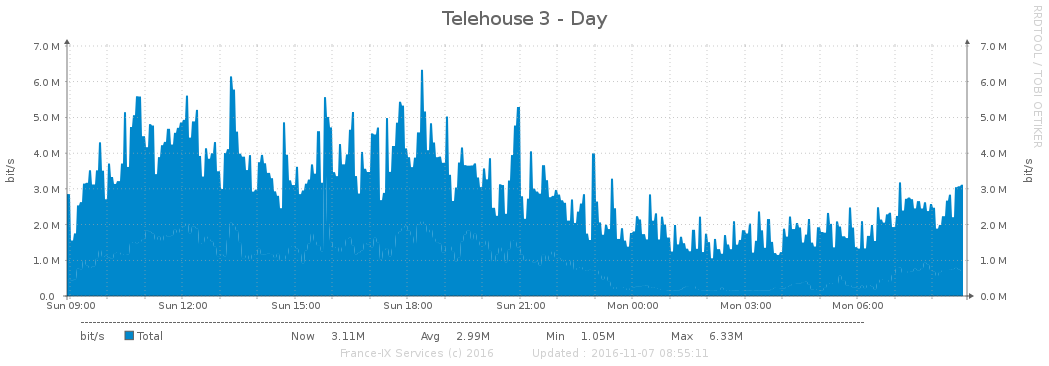 Telehouse 3 - Day
RRDTOOL / TOBI OETIKER
7.0 M 7.0 M
6.0 M 6.0 M
5.0 M 5.0 M
4.0 M 4.0 M
3.0 M 3.0 M
2.0 M 2.0 M
1.0 M 1.0 M
0.0 0.0 M
bit/s bit/s
Sun 09:00 Sun 12:00 Sun 15:00 Sun 18:00 Sun 21:00 Mon 00:00 Mon 03:00 Mon 06:00
bit/s Total Now 3.11M Avg 2.99M Min 1.05M Max 6.33M
France-IX Services (c) 2016 Updated : 2016-11-07 08:55:11